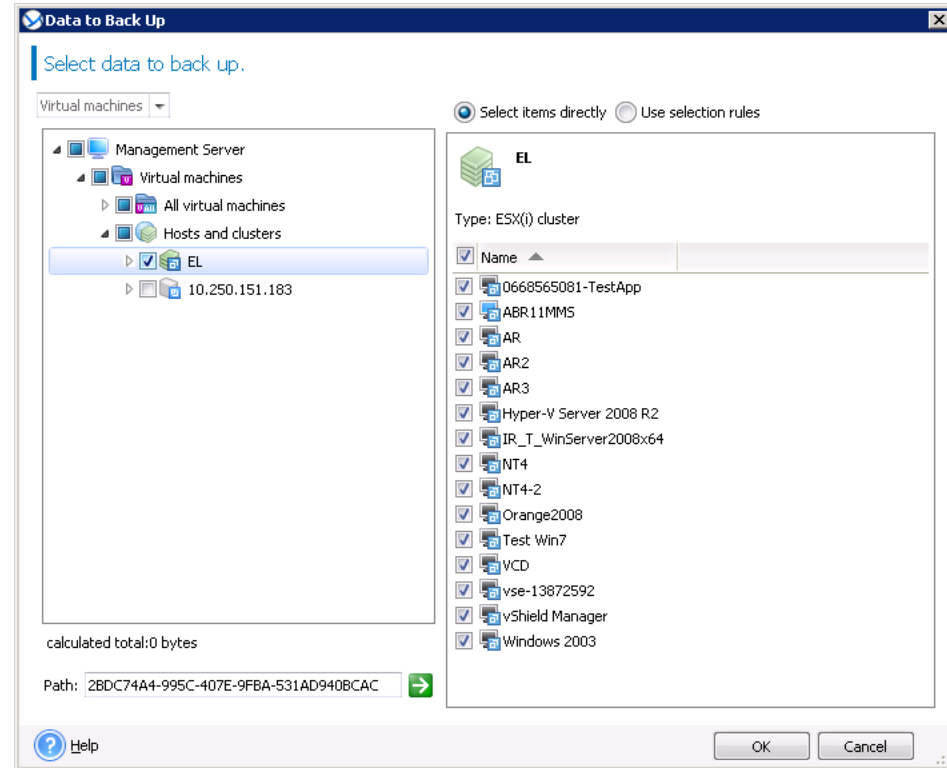 Data to Back Up
Select data to back up.
Virtual machines
Select items directly
Use selection rules
Management Server
Virtual machines
All virtual machines
Hosts and clusters
EL
10.250.151.183
EL
Type: ESX(i) cluster
Name
0668565081-TestApp
ABR11MMS
AR
AR2
AR3
Hyper-V Server 2008 R2
IR_T_WinServer2008x64
NT4
NT4-2
Orange2008
Test Win7
VCD
vse-13872592
vShield Manager
Windows 2003
calculated total:0 bytes
Path: 2BDC74A4-995C-407E-9FBA-531AD940BCAC
Help
OK
Cancel